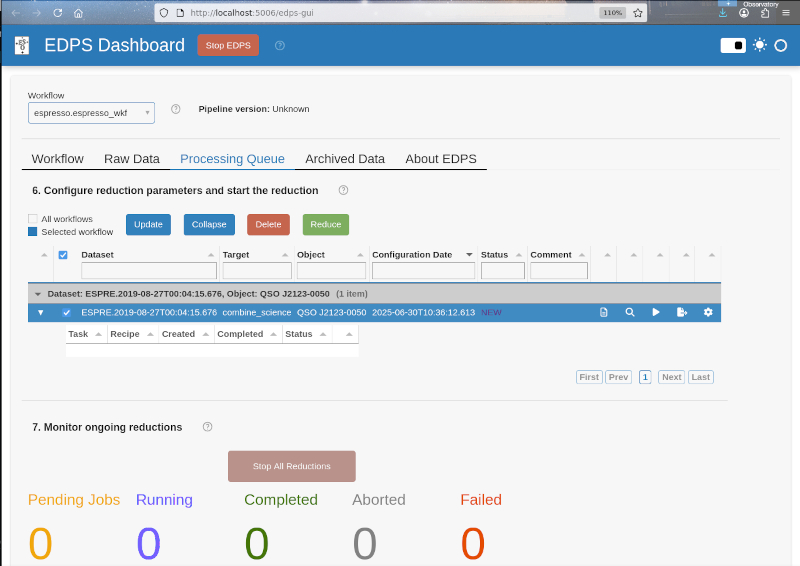 Observatory
http://localhost:5006/edps-gui
110%
EDPS Dashboard
Stop EDPS
Workflow
espresso.espresso_wkf
Pipeline version: Unknown
Workflow Raw Data Processing Queue Archived Data About EDPS
6. Configure reduction parameters and start the reduction
All workflows
Selected workflow
Update Collapse Delete Reduce
Dataset Target Object Configuration Date Status Comment
Dataset: ESPRE.2019-08-27T00:04:15.676, Object: QSO J2123-0050 (1 item)
ESPRE.2019-08-27T00:04:15.676 combine_science QSO J2123-0050 2025-06-30T10:36:12.613 NEW
Task Recipe Created Completed Status
First Prev 1 Next Last
7. Monitor ongoing reductions
Stop All Reductions
Pending Jobs Running Completed Aborted Failed
0 0 0 0 0